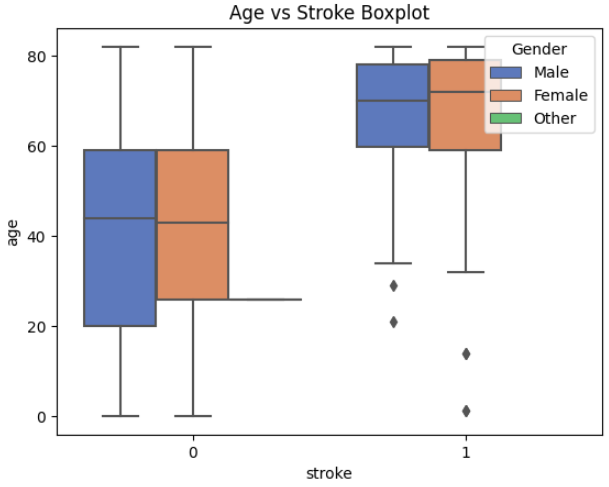 Age vs Stroke Boxplot
Gender
Male
Female
Other
age
80
60
40
20
0
0
1
stroke